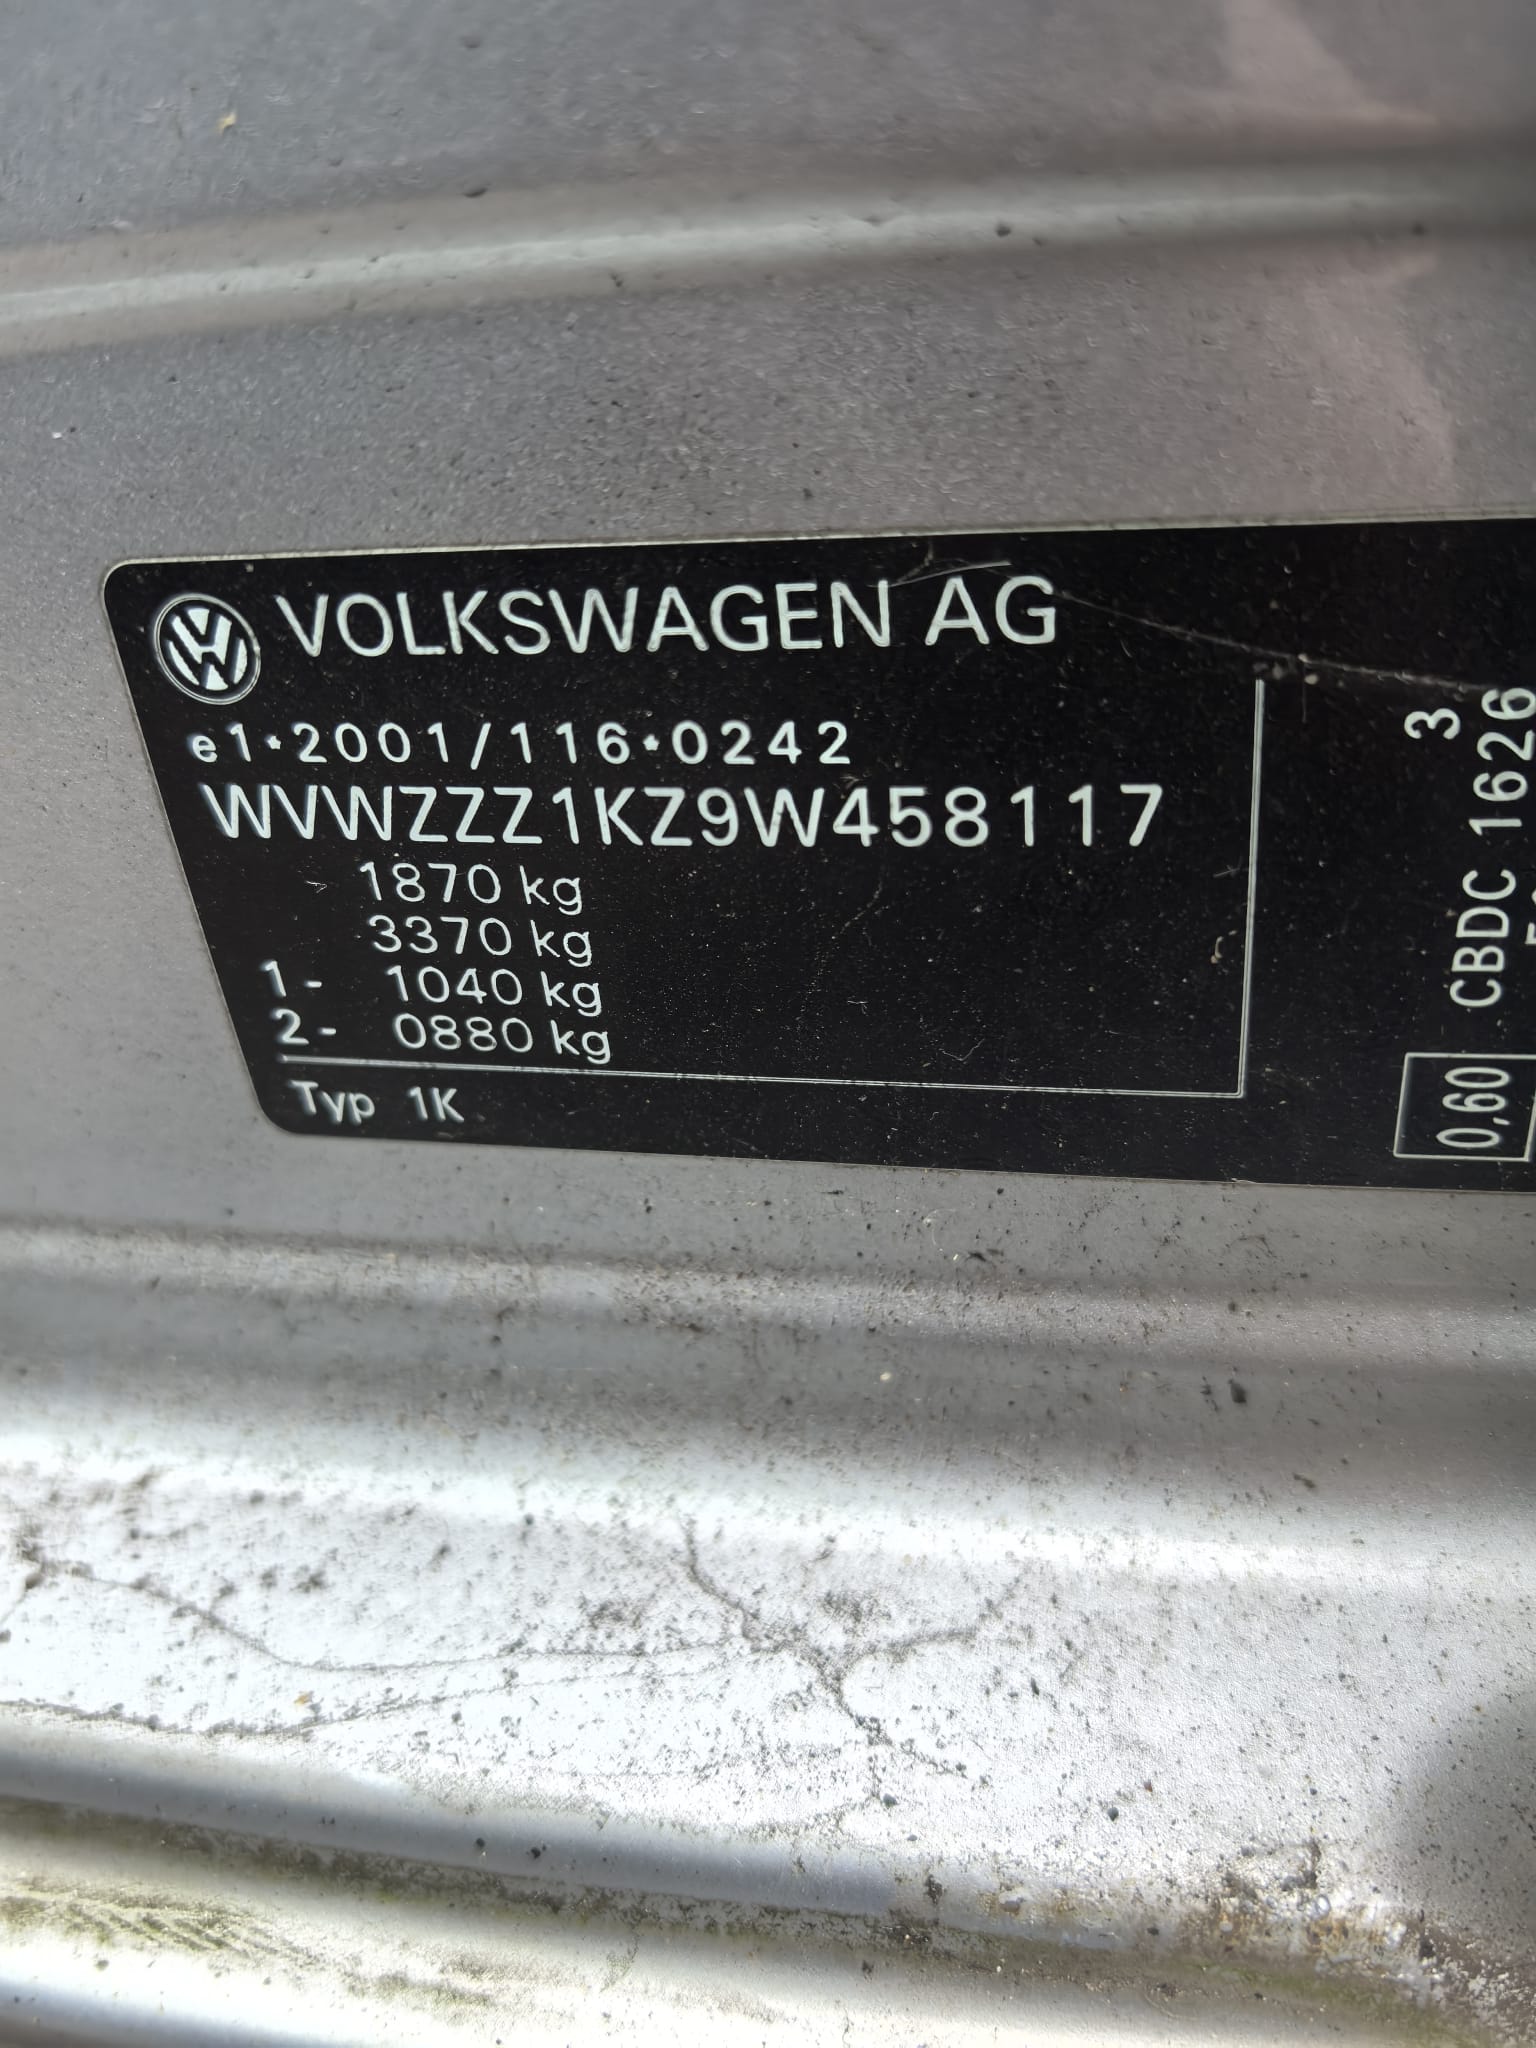 VOLKSWAGEN AG
e1*2001/116*0242
WVWZZZ1KZ9W458117
1870 kg
3370 kg
1- 1040 kg
2- 0880 kg
Typ 1K
3
CBDC 1626
0,60